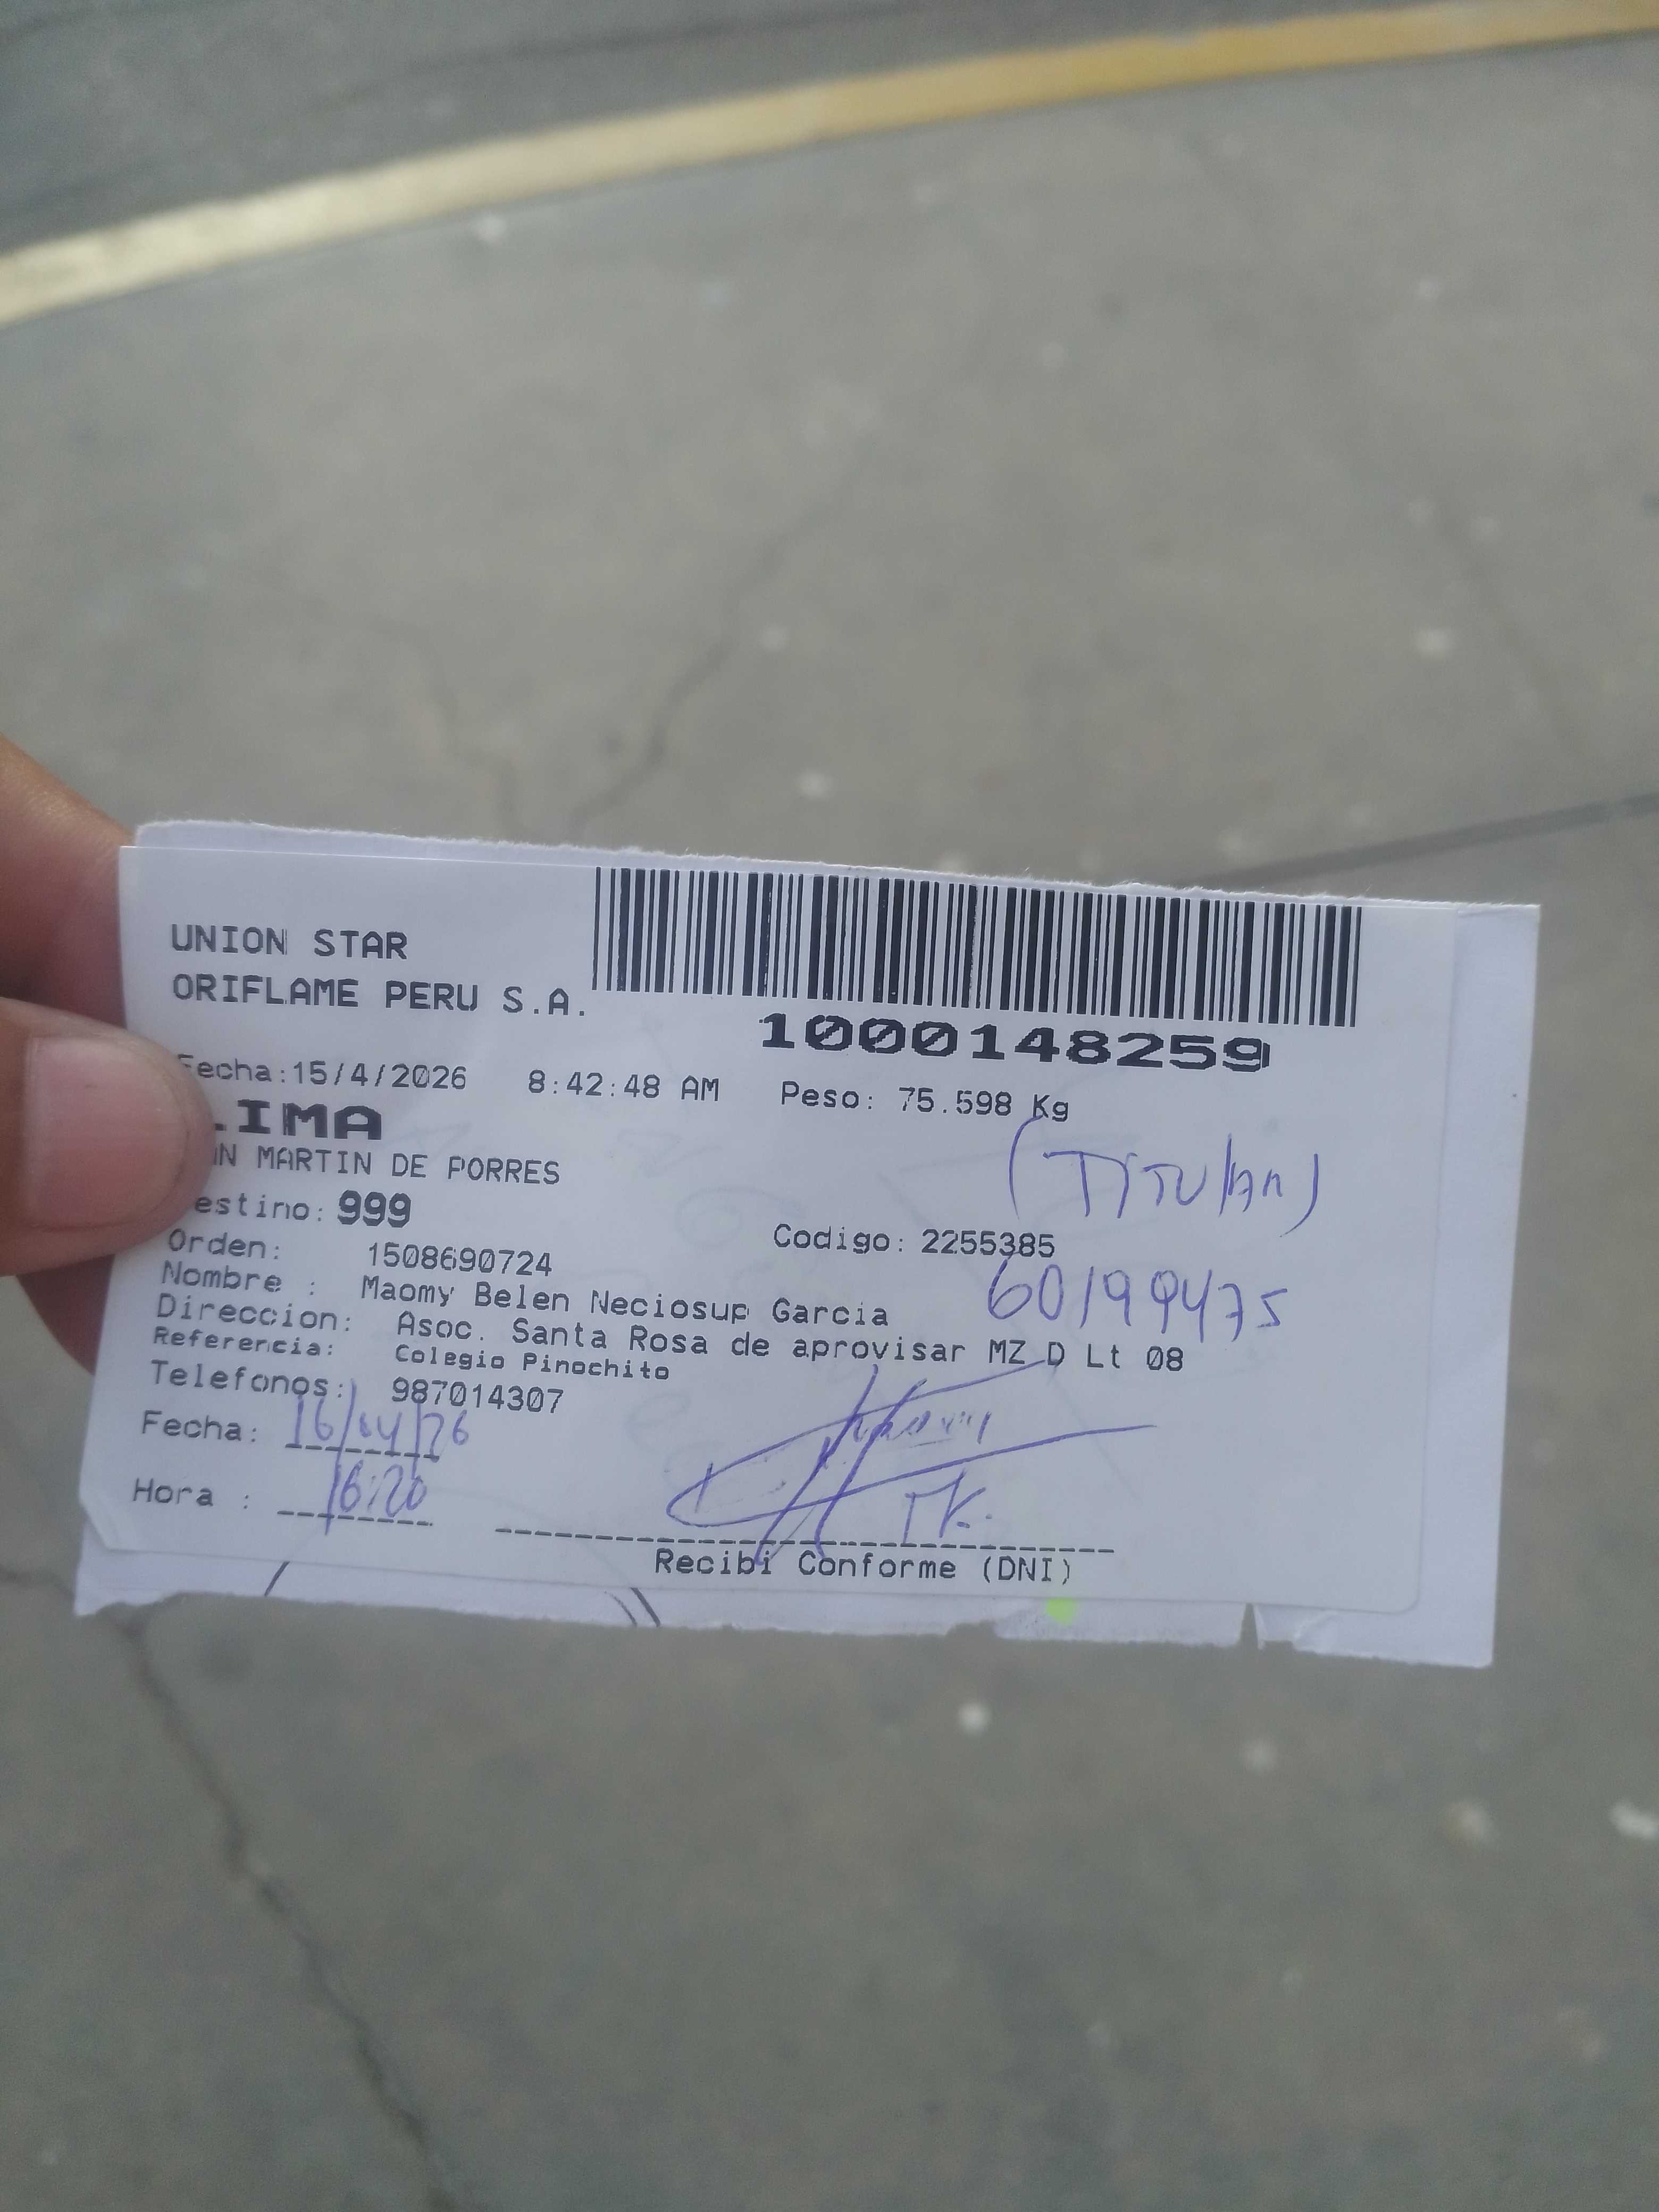 UNION STAR
ORIFLAME PERU S.A.
1000148259
Fecha:15/4/2026 8:42:48 AM Peso: 75.598 Kg
LIMA
(TITULAR)
MARTIN DE PORRES
Destino: 999
Codigo: 2255385
Orden: 1508690724
60199475
Nombre : Maomy Belen Neciosup Garcia
Direccion: Asoc. Santa Rosa de aprovisar MZ D Lt 08
Referencia: Colegio Pinochito
Telefonos: 987014307
Fecha: 16/04/26
Hora : 16:20
Recibi Conforme (DNI)